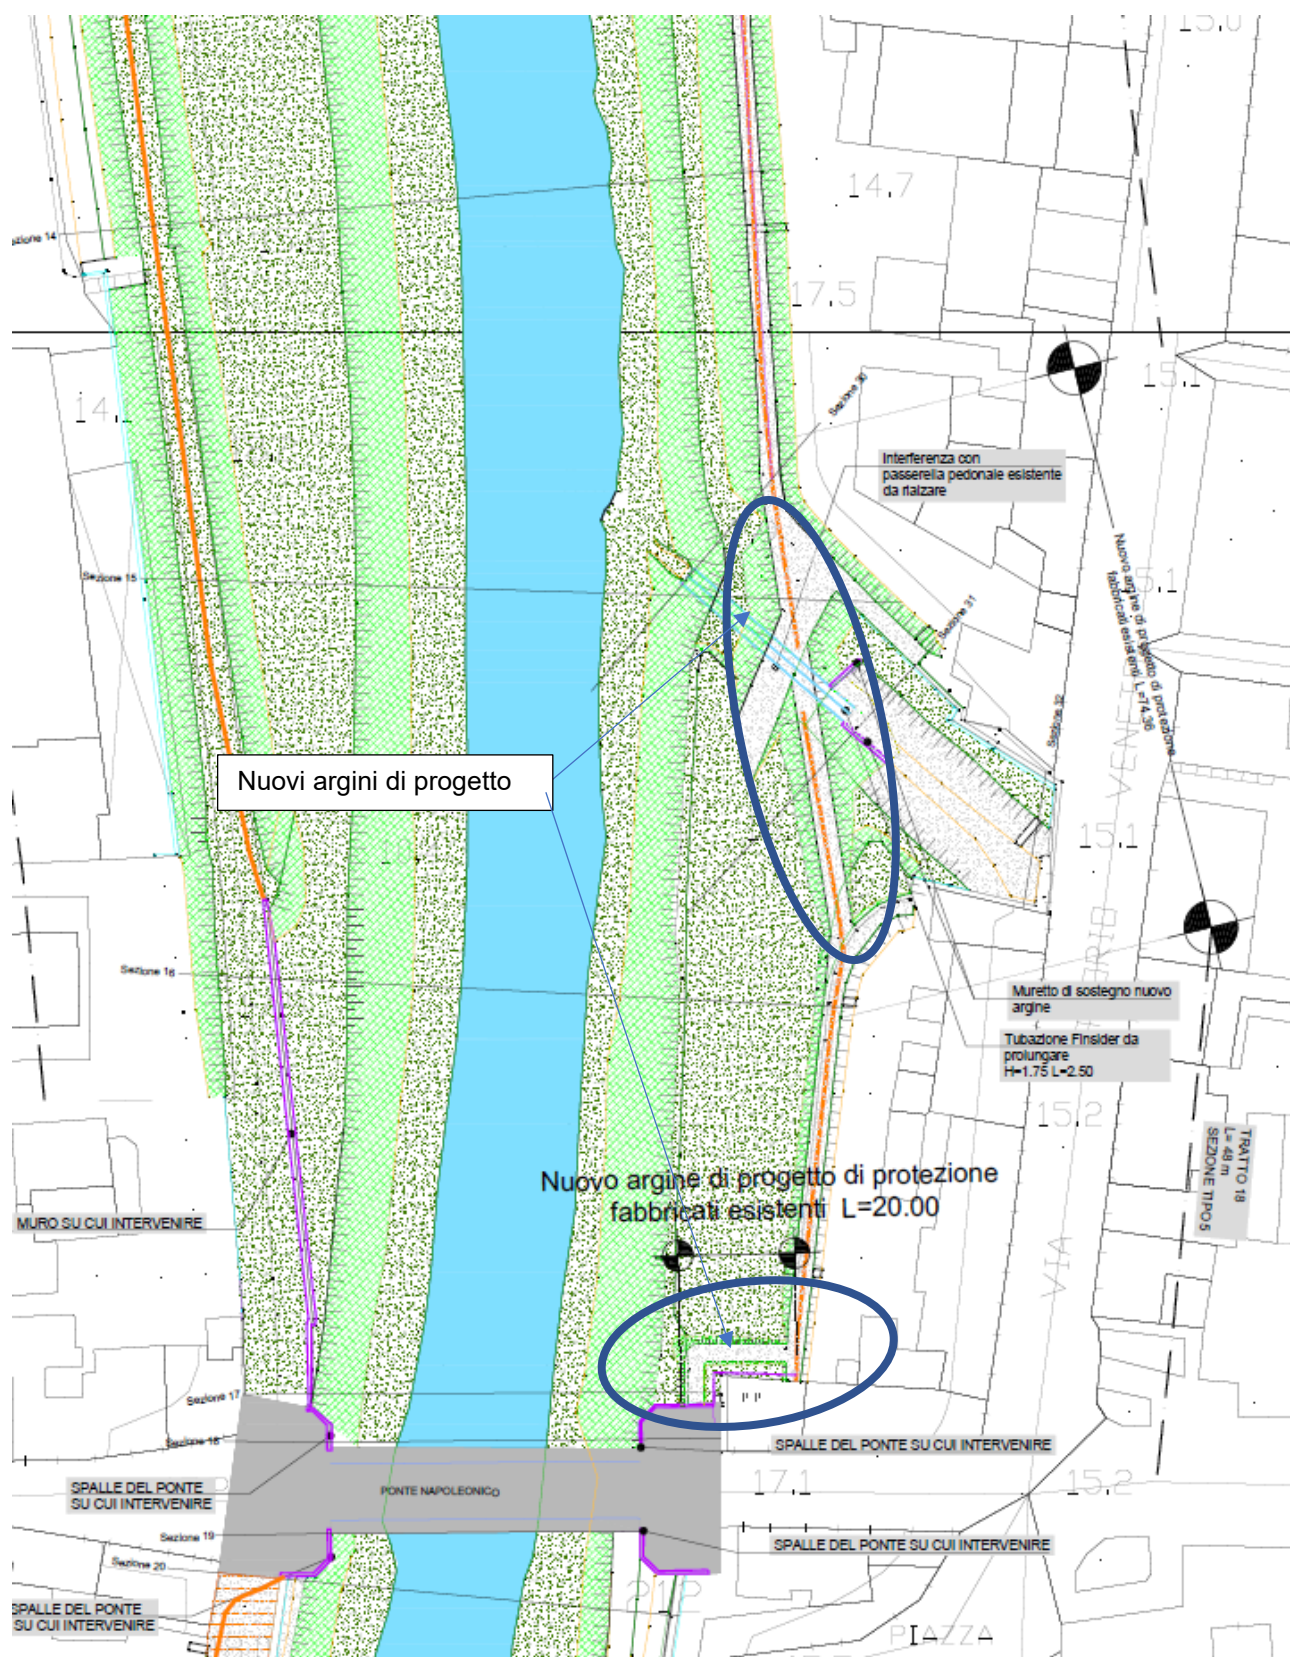 15.0
14.7
Sezione 14
17.5
15.1
14.
Sezione 30
Interferenza con
passerella pedonale esistente
da rialzare
Nuovo argine di progetto di protezione
fabbricati esistenti L=74.36
15.1
Sezione 15
Sezione 31
Sezione 32
Nuovi argini di progetto
15.1
Sezione 16
Muretto di sostegno nuovo
argine
Tubazione Finsider da
prolungare
H=1.75 L=2.50
15.2
TRATTO 18
L= 48 m
SEZIONE TIPO 5
Nuovo argine di progetto di protezione
fabbricati esistenti L=20.00
MURO SU CUI INTERVENIRE
VIA
Sezione 17
Sezione 18
SPALLE DEL PONTE SU CUI INTERVENIRE
SPALLE DEL PONTE
SU CUI INTERVENIRE
PONTE NAPOLEONICO
17.1
15.2
Sezione 19
SPALLE DEL PONTE SU CUI INTERVENIRE
Sezione 20
SPALLE DEL PONTE
SU CUI INTERVENIRE
PIAZZA